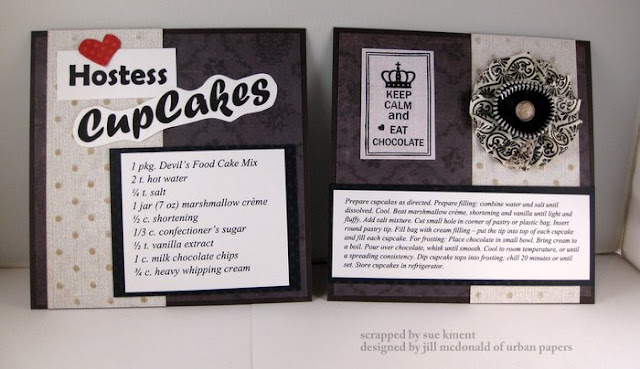 Hostess
CupCakes
1 pkg. Devil's Food Cake Mix
2 t. hot water
¼ t. salt
1 jar (7 oz) marshmallow crème
½ c. shortening
1/3 c. confectioner's sugar
½ t. vanilla extract
1 c. milk chocolate chips
¾ c. heavy whipping cream
KEEP
CALM
and
EAT
CHOCOLATE
Prepare cupcakes as directed. Prepare filling: combine water and salt until
dissolved. Cool. Beat marshmallow crème, shortening and vanilla until light and
fluffy. Add salt mixture. Cut small hole in corner of pastry or plastic bag. Insert
round pastry tip. Fill bag with cream filling – put the tip into top of each cupcake
and fill each cupcake. For frosting: Place chocolate in small bowl. Bring cream to
a boil. Pour over chocolate, whisk until smooth. Cool to room temperature, or until
a spreading consistency. Dip cupcake tops into frosting; chill 20 minutes or until
set. Store cupcakes in refrigerator.
scrapped by sue kment
designed by jill mcdonald of urban papers